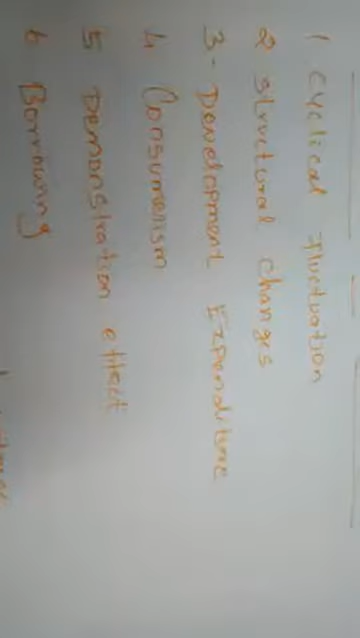 1 Cyclical Fluctuation
2 Structural Changes
3- Development Expenditure
4 Consumerism
5 Demonstration effect
6 Borrowing